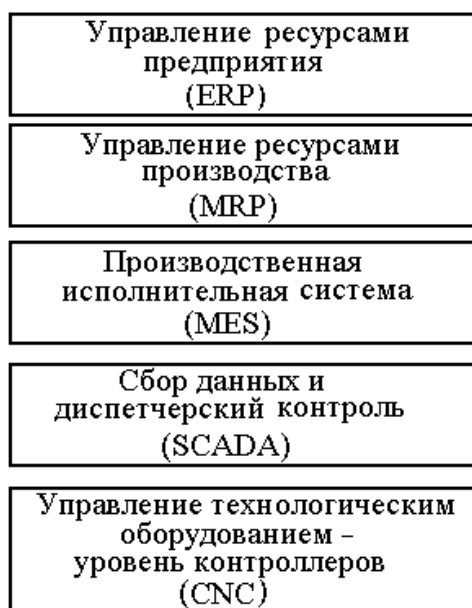 Управление ресурсами
предприятия
(ERP)
Управление ресурсами
производства
(MRP)
Производственная
исполнительная система
(MES)
Сбор данных и
диспетчерский контроль
(SCADA)
Управление технологическим
оборудованием –
уровень контроллеров
(CNC)